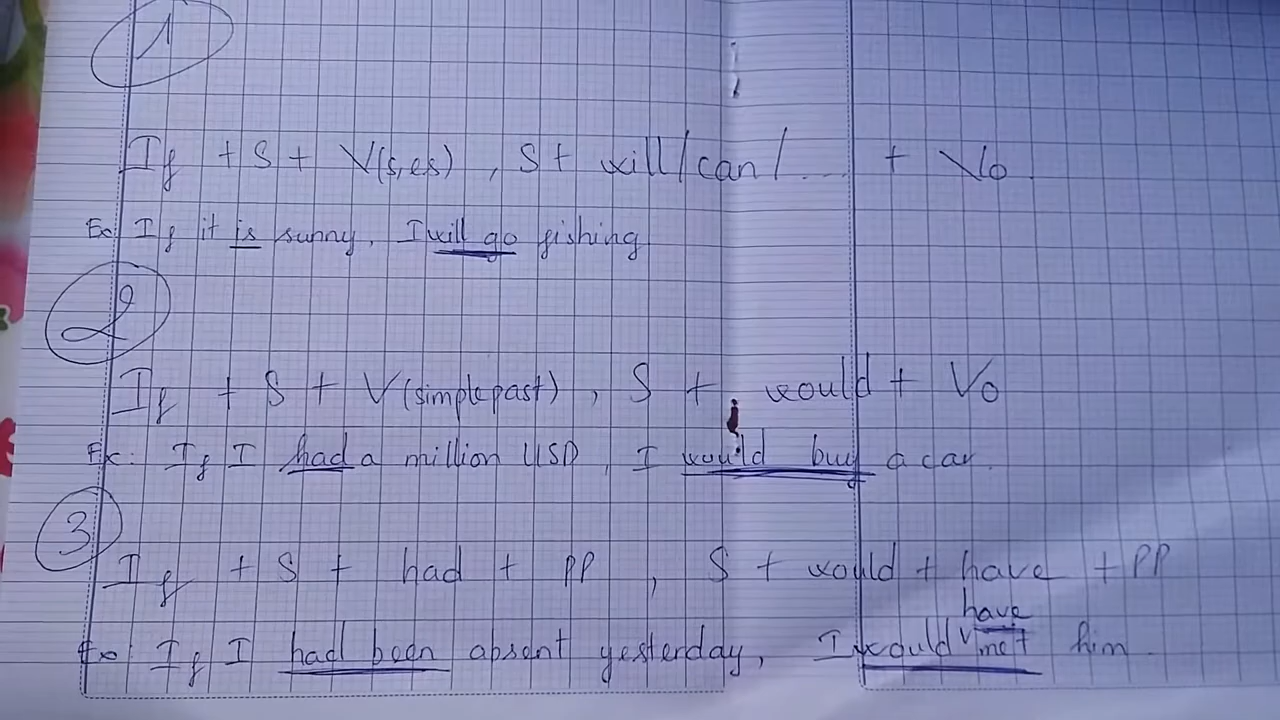 1
If + S + V(s,es) , S + will/can/.... + Vo
Ex: If it is sunny, I will go fishing
2
If + S + V(simple past) , S + would + Vo
Ex: If I had a million USD, I would buy a car.
3
If + S + had + PP , S + would + have + PP
have
Ex: If I had been absent yesterday, I would met him.